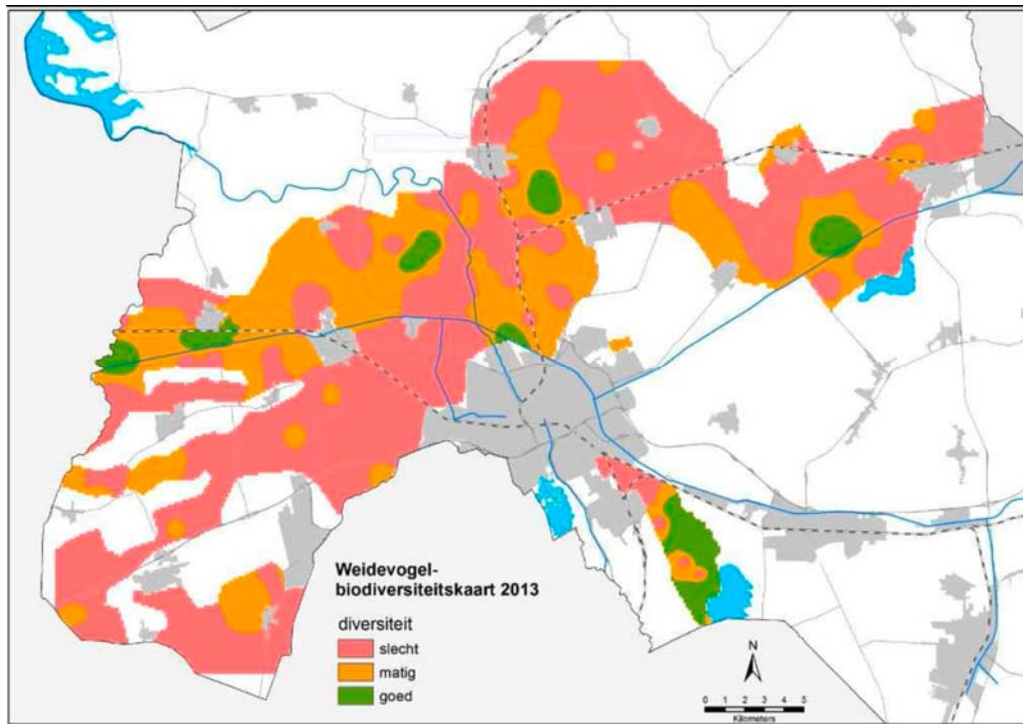 Weidevogel-
biodiversiteitskaart 2013
diversiteit
slecht
matig
goed
N
0 1 2 3 4 5
Kilometers